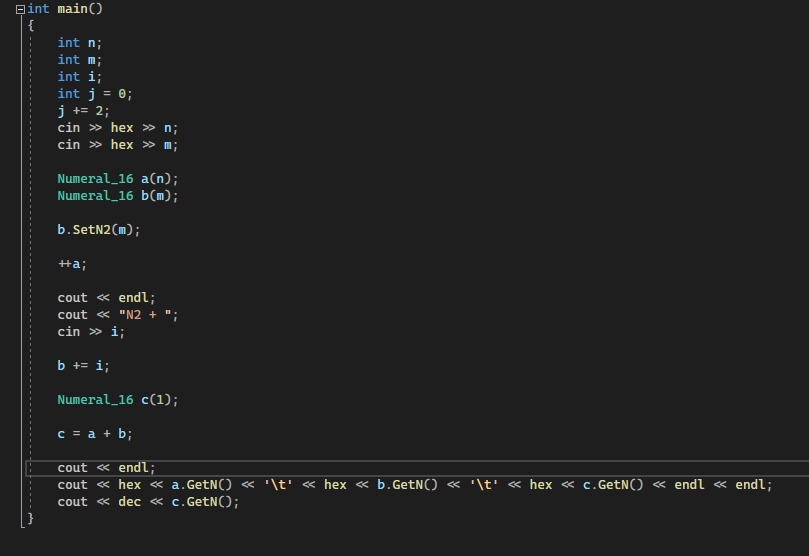 int main()
{
    int n;
    int m;
    int i;
    int j = 0;
    j += 2;
    cin >> hex >> n;
    cin >> hex >> m;

    Numeral_16 a(n);
    Numeral_16 b(m);

    b.SetN2(m);

    ++a;

    cout << endl;
    cout << "N2 + ";
    cin >> i;

    b += i;

    Numeral_16 c(1);

    c = a + b;

    cout << endl;
    cout << hex << a.GetN() << '\t' << hex << b.GetN() << '\t' << hex << c.GetN() << endl << endl;
    cout << dec << c.GetN();
}